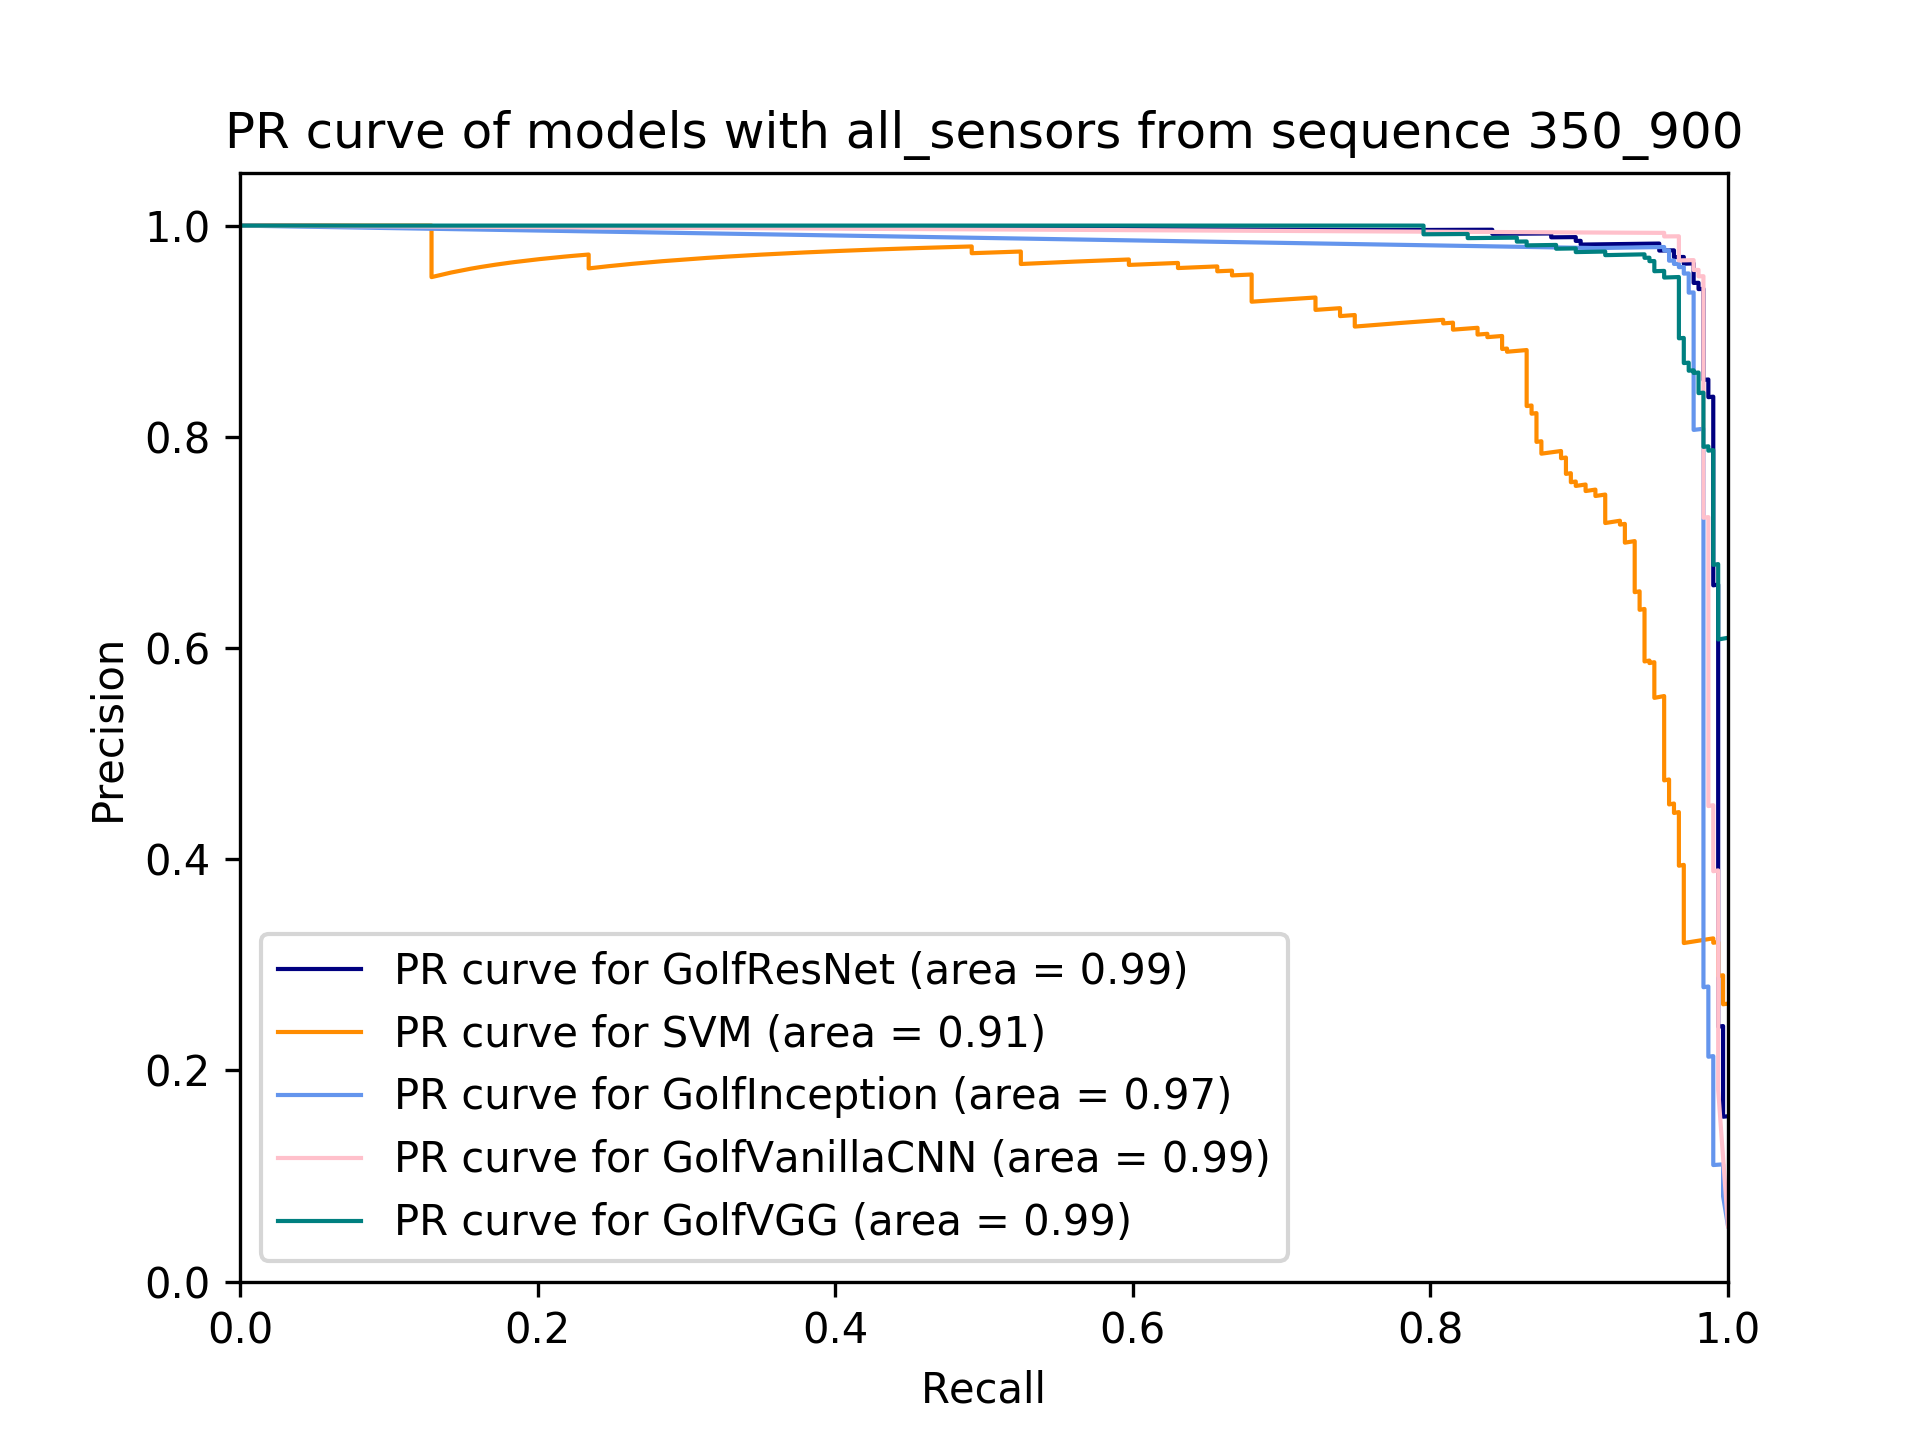 PR curve of models with all_sensors from sequence 350_900
1.0
0.8
0.6
0.4
0.2
0.0
Precision
PR curve for GolfResNet (area = 0.99)
PR curve for SVM (area = 0.91)
PR curve for GolfInception (area = 0.97)
PR curve for GolfVanillaCNN (area = 0.99)
PR curve for GolfVGG (area = 0.99)
0.0 0.2 0.4 0.6 0.8 1.0
Recall